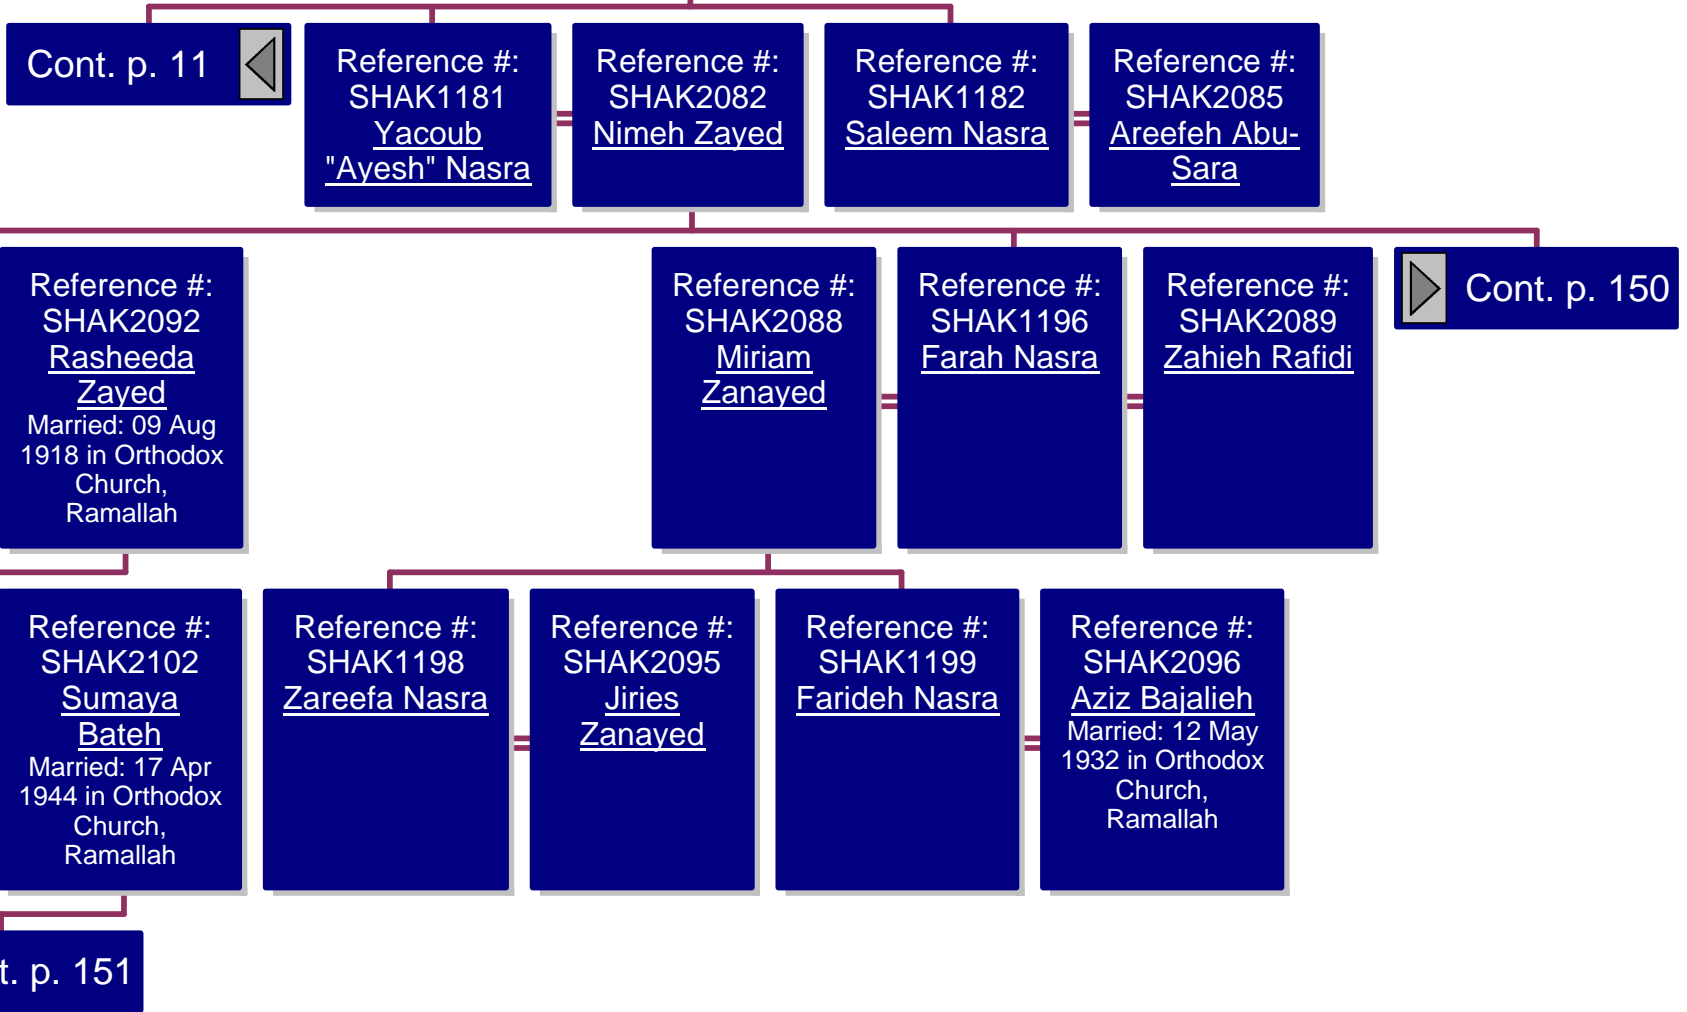 Cont. p. 11
Reference #:
SHAK1181
Yacoub
"Ayesh" Nasra
Reference #:
SHAK2082
Nimeh Zayed
Reference #:
SHAK1182
Saleem Nasra
Reference #:
SHAK2085
Areefeh Abu-
Sara
Reference #:
SHAK2092
Rasheeda
Zayed
Married: 09 Aug
1918 in Orthodox
Church,
Ramallah
Reference #:
SHAK2088
Miriam
Zanayed
Reference #:
SHAK1196
Farah Nasra
Reference #:
SHAK2089
Zahieh Rafidi
Cont. p. 150
Reference #:
SHAK2102
Sumaya
Bateh
Married: 17 Apr
1944 in Orthodox
Church,
Ramallah
Reference #:
SHAK1198
Zareefa Nasra
Reference #:
SHAK2095
Jiries
Zanayed
Reference #:
SHAK1199
Farideh Nasra
Reference #:
SHAK2096
Aziz Bajalieh
Married: 12 May
1932 in Orthodox
Church,
Ramallah
t. p. 151